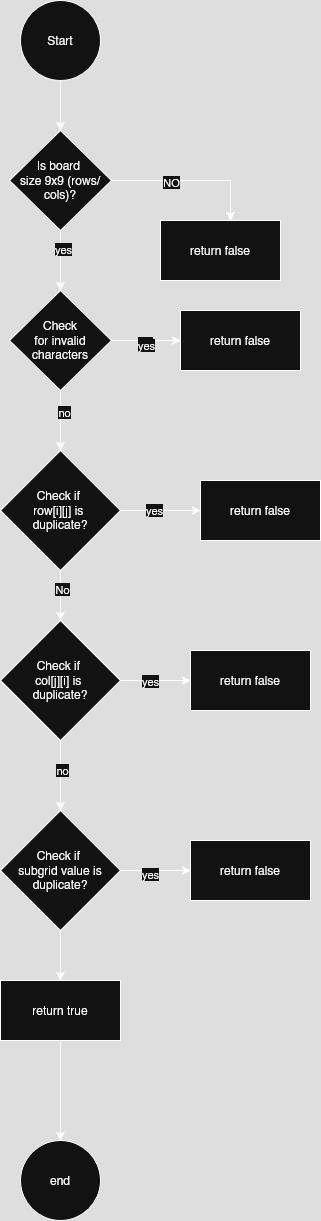 Start
Is board
size 9x9 (rows/
cols)?
NO
return false
yes
Check
for invalid
characters
yes
return false
no
Check if
row[i][j] is
duplicate?
yes
return false
No
Check if
col[j][i] is
duplicate?
yes
return false
no
Check if
subgrid value is
duplicate?
yes
return false
return true
end